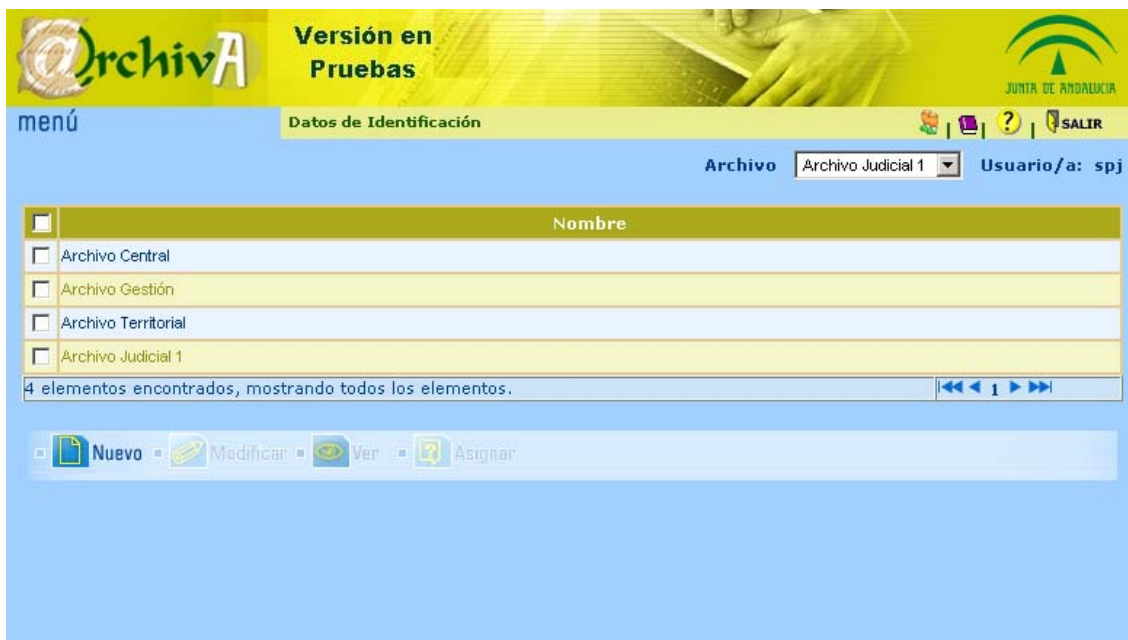 @rchivA
Versión en
Pruebas
JUNTA DE ANDALUCIA
menú
Datos de Identificación
? SALIR
Archivo Archivo Judicial 1 Usuario/a: spj
Nombre
Archivo Central
Archivo Gestión
Archivo Territorial
Archivo Judicial 1
4 elementos encontrados, mostrando todos los elementos. 1
Nuevo Modificar Ver Asignar